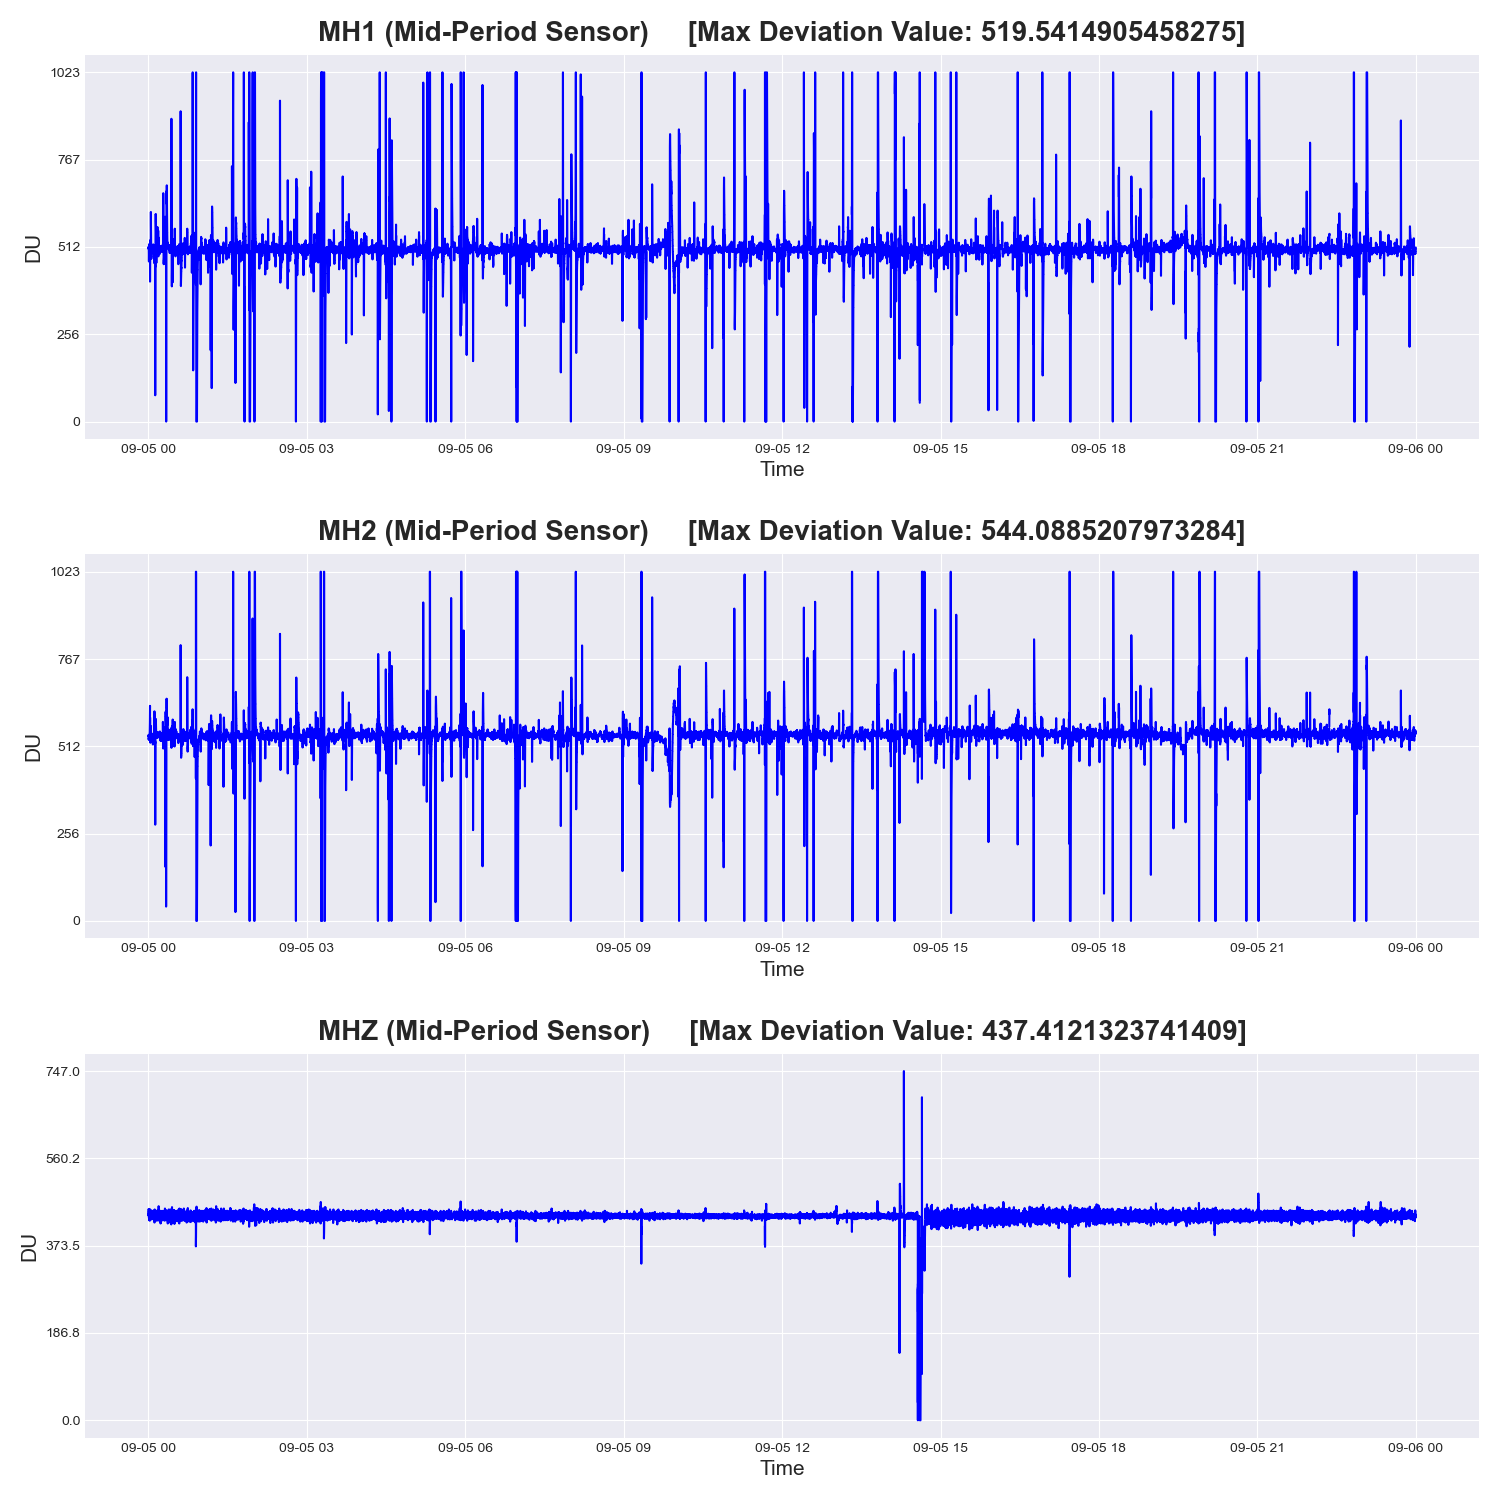 MH1 (Mid-Period Sensor) [Max Deviation Value: 519.5414905458275]
1023
767
512
256
0
DU
09-05 00 09-05 03 09-05 06 09-05 09 09-05 12 09-05 15 09-05 18 09-05 21 09-06 00
Time
MH2 (Mid-Period Sensor) [Max Deviation Value: 544.0885207973284]
1023
767
512
256
0
DU
09-05 00 09-05 03 09-05 06 09-05 09 09-05 12 09-05 15 09-05 18 09-05 21 09-06 00
Time
MHZ (Mid-Period Sensor) [Max Deviation Value: 437.4121323741409]
747.0
560.2
373.5
186.8
0.0
DU
09-05 00 09-05 03 09-05 06 09-05 09 09-05 12 09-05 15 09-05 18 09-05 21 09-06 00
Time